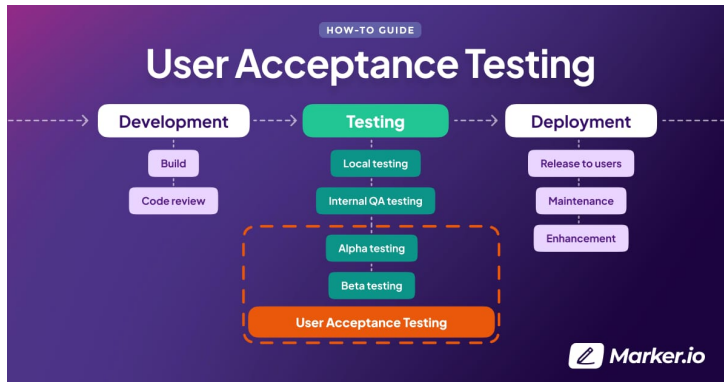 HOW-TO GUIDE
User Acceptance Testing
Development
Testing
Deployment
Build
Local testing
Release to users
Code review
Internal QA testing
Maintenance
Alpha testing
Enhancement
Beta testing
User Acceptance Testing
Marker.io